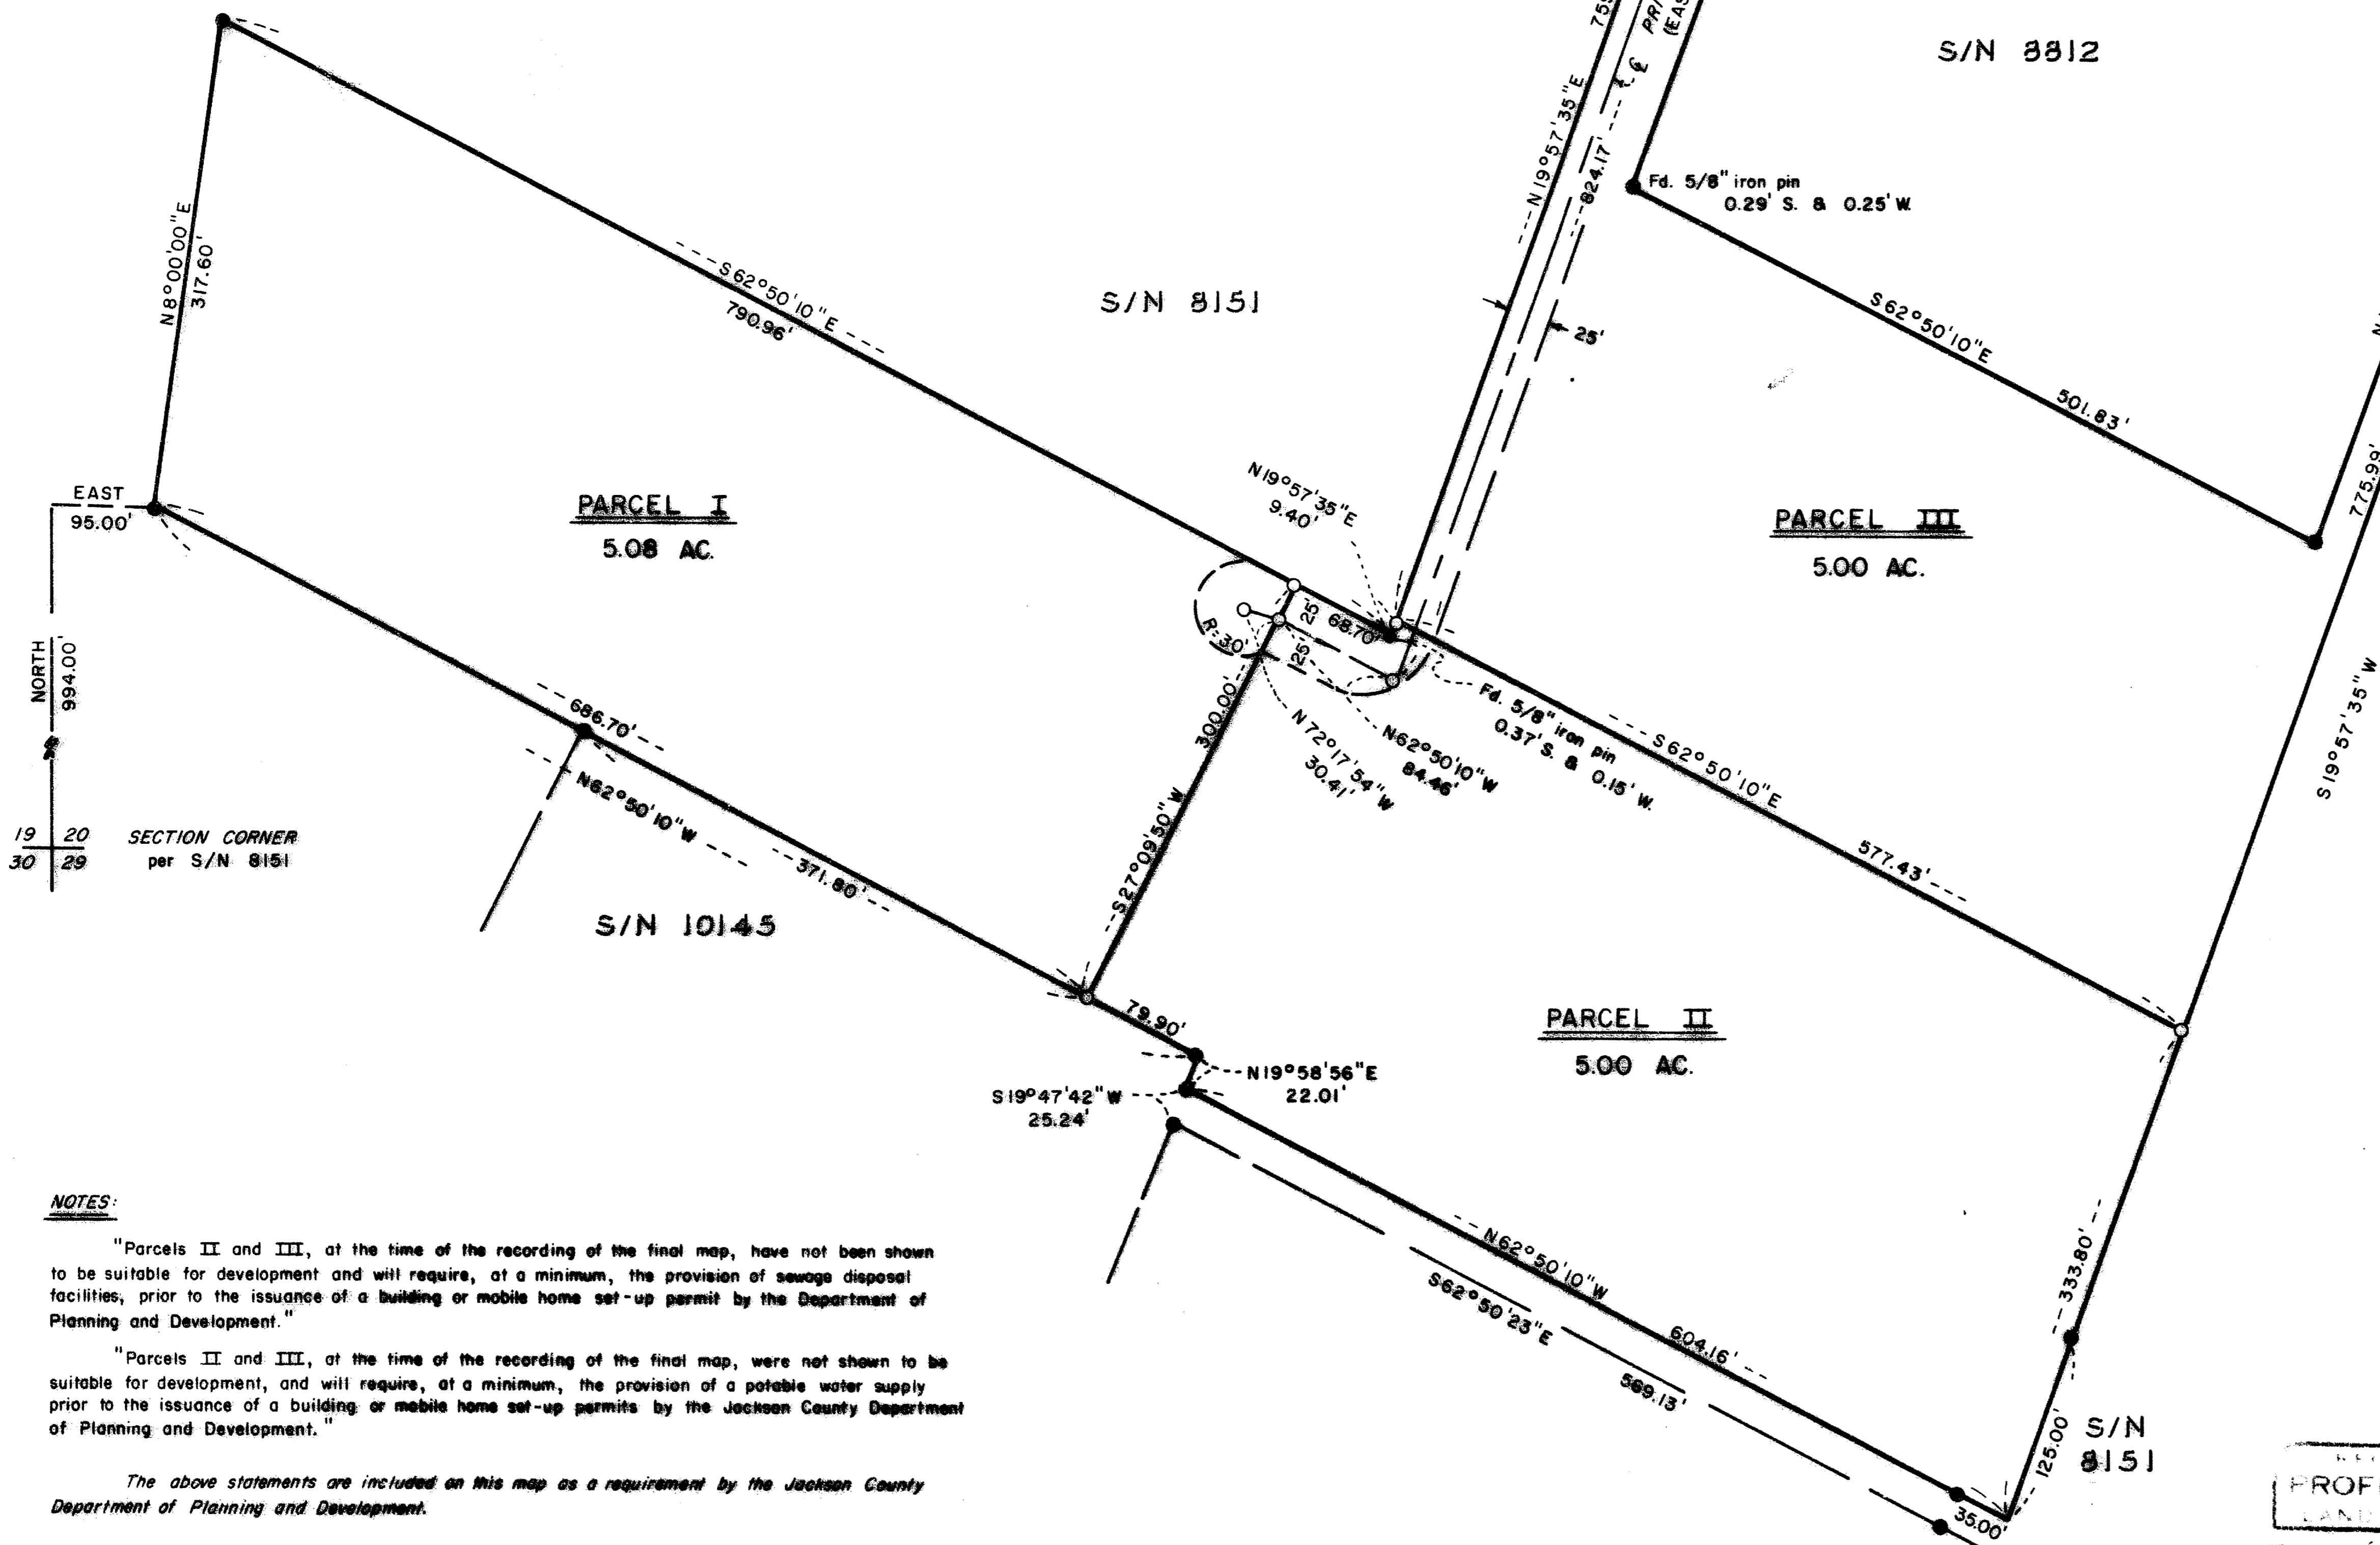 S/N 8812
N19°57'35"E
824.17'
Fd. 5/8" iron pin
0.29' S. & 0.25' W.
N8°00'00"E
317.60'
S62°50'10"E
790.96'
S/N 8151
25'
S62°50'10"E
501.83'
775.99'
EAST
95.00'
PARCEL I
5.08 AC.
N19°57'35"E
9.40'
PARCEL III
5.00 AC.
NORTH
994.00'
25'
68.70'
R=30'
25'
300.00'
S27°09'50"W
Fd. 5/8" iron pin
0.37' S. & 0.15' W.
N62°50'10"W
84.46'
N72°17'54"W
30.41'
S62°50'10"E
577.43'
S19°57'35"W
686.70'
N62°50'10"W
371.80'
19 20
30 29
SECTION CORNER
per S/N 8151
S/N 10145
79.90'
N19°58'56"E
22.01'
S19°47'42"W
25.24'
PARCEL II
5.00 AC.
333.80'
N62°50'10"W
604.16'
S62°50'23"E
569.13'
125.00'
35.00'
S/N
8151
NOTES:
"Parcels II and III, at the time of the recording of the final map, have not been shown
to be suitable for development and will require, at a minimum, the provision of sewage disposal
facilities, prior to the issuance of a building or mobile home set-up permit by the Department of
Planning and Development."
"Parcels II and III, at the time of the recording of the final map, were not shown to be
suitable for development, and will require, at a minimum, the provision of a potable water supply
prior to the issuance of a building or mobile home set-up permits by the Jackson County Department
of Planning and Development."
The above statements are included on this map as a requirement by the Jackson County
Department of Planning and Development.